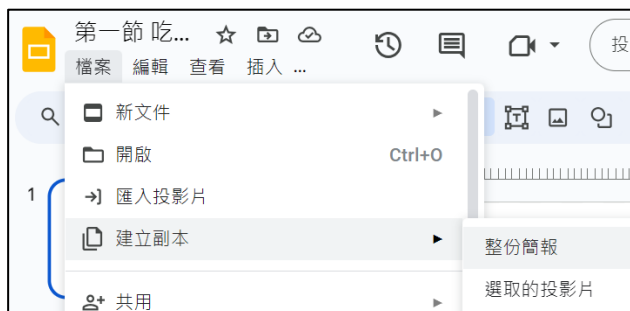 第一節 吃...
檔案 編輯 查看 插入 ...
投
新文件
開啟 Ctrl+O
匯入投影片
1
建立副本
整份簡報
選取的投影片
共用